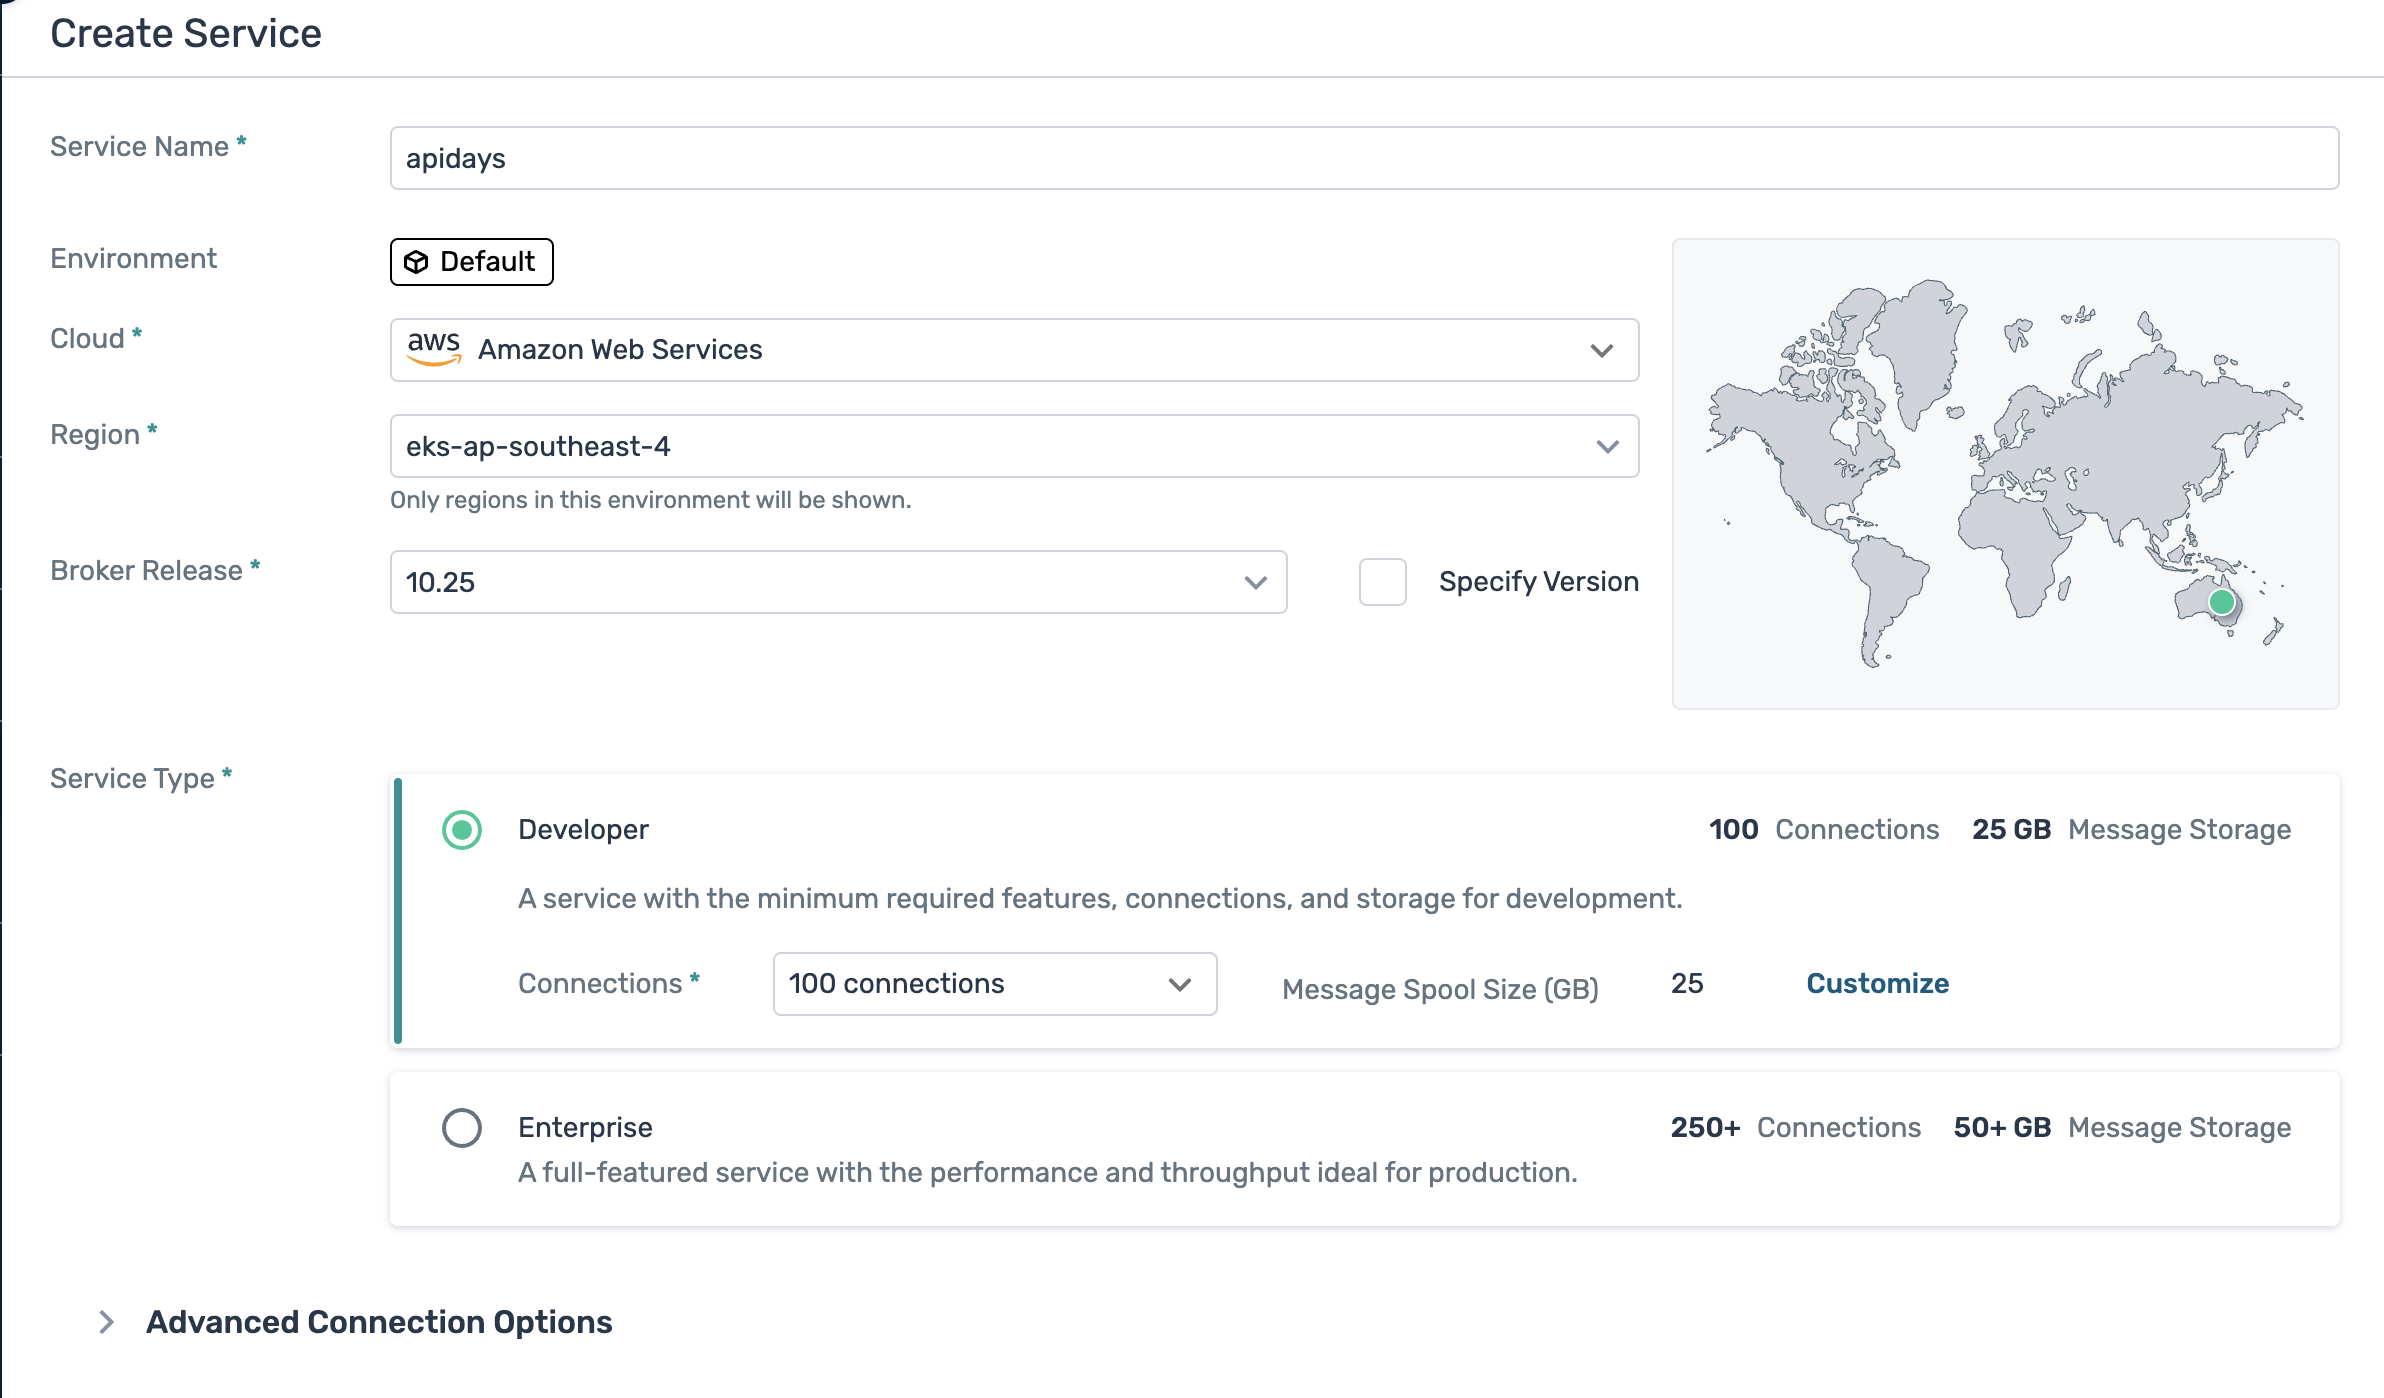 Create Service
Service Name *
apidays
Environment
Default
Cloud *
aws Amazon Web Services
Region *
eks-ap-southeast-4
Only regions in this environment will be shown.
Broker Release *
10.25
Specify Version
Service Type *
Developer
100 Connections 25 GB Message Storage
A service with the minimum required features, connections, and storage for development.
Connections *
100 connections
Message Spool Size (GB)
25
Customize
Enterprise
250+ Connections 50+ GB Message Storage
A full-featured service with the performance and throughput ideal for production.
Advanced Connection Options